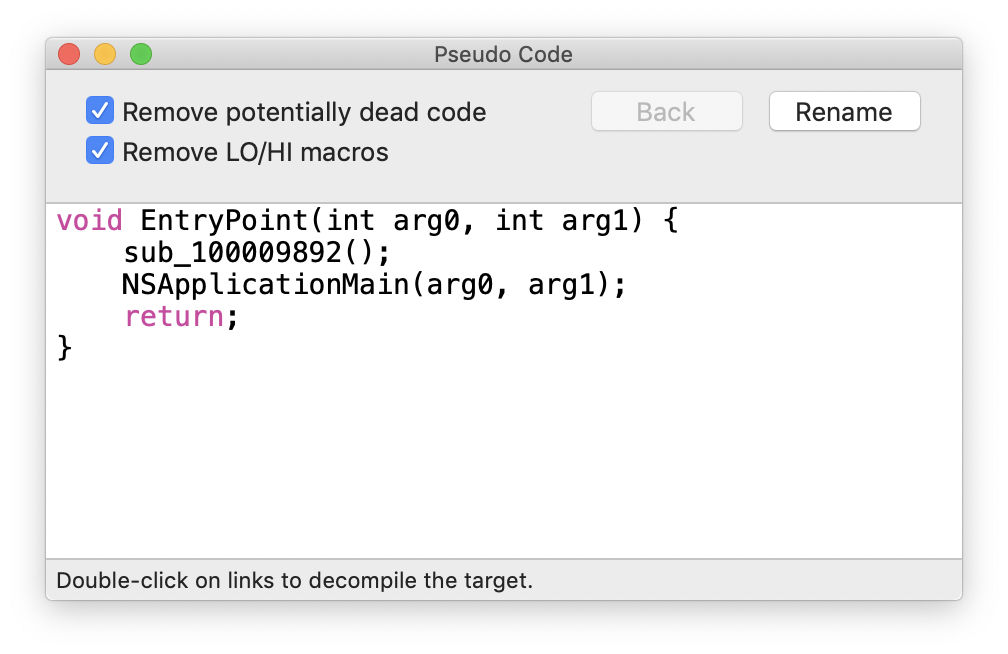 Pseudo Code
Remove potentially dead code
Back
Rename
Remove LO/HI macros
void EntryPoint(int arg0, int arg1) {
    sub_100009892();
    NSApplicationMain(arg0, arg1);
    return;
}
Double-click on links to decompile the target.